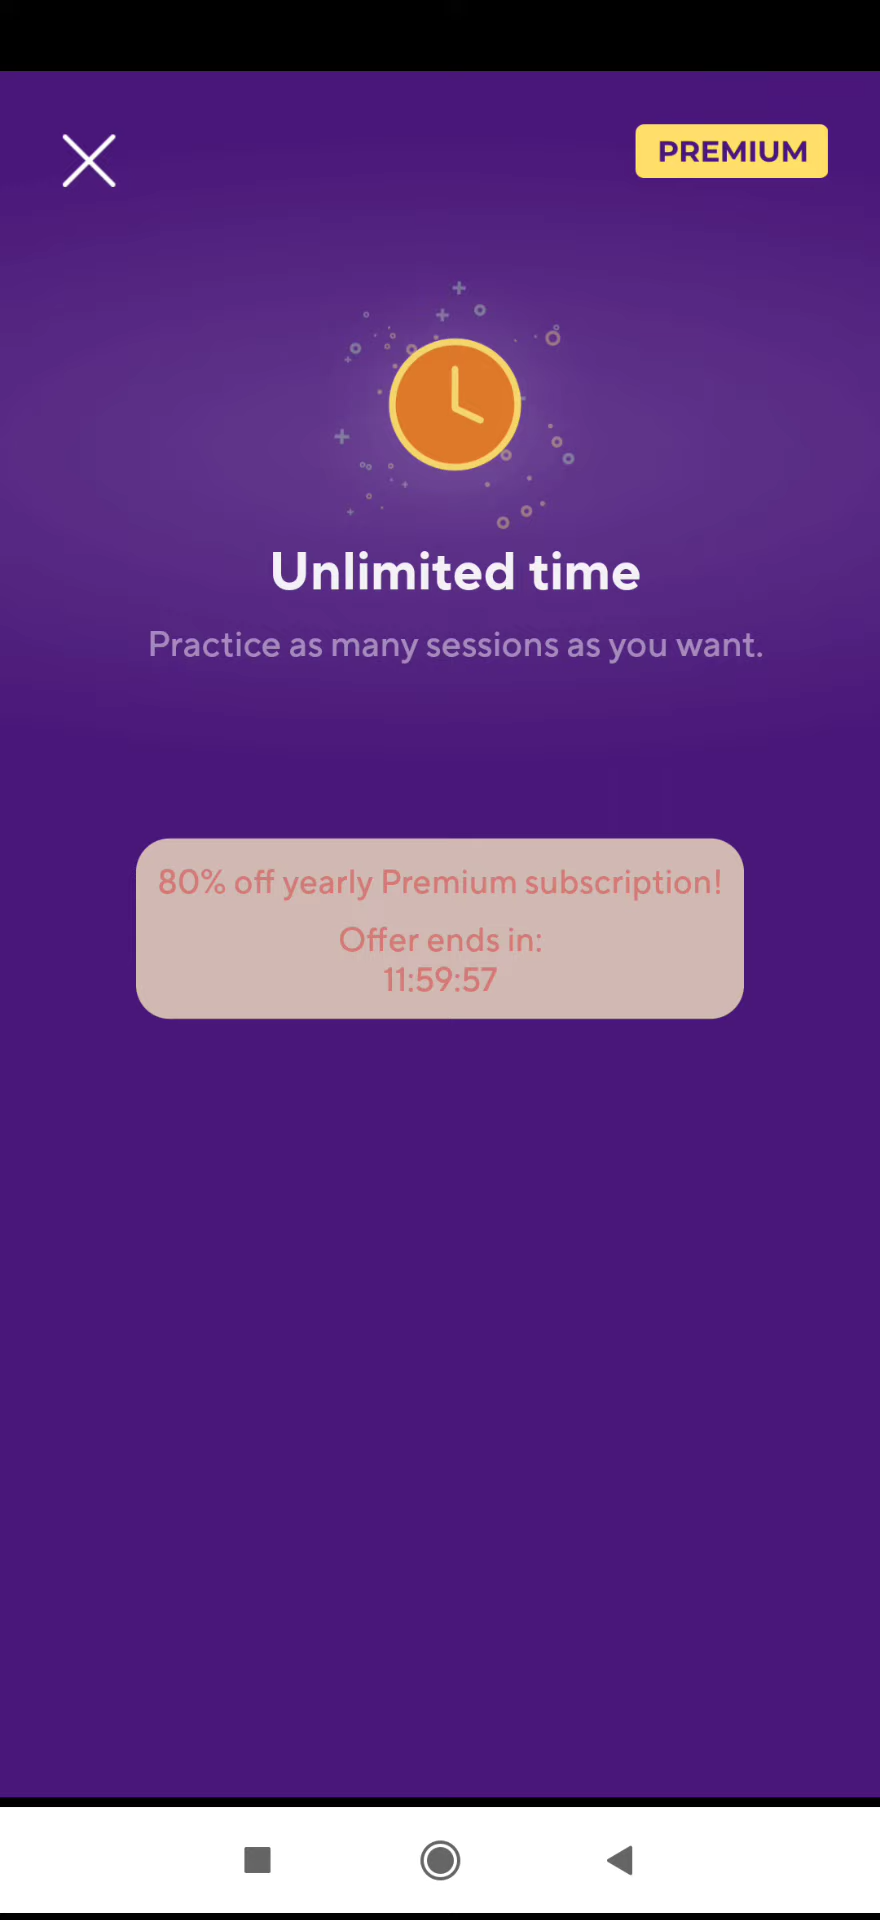 PREMIUM
Unlimited time
Practice as many sessions as you want.
80% off yearly Premium subscription!
Offer ends in:
11:59:57